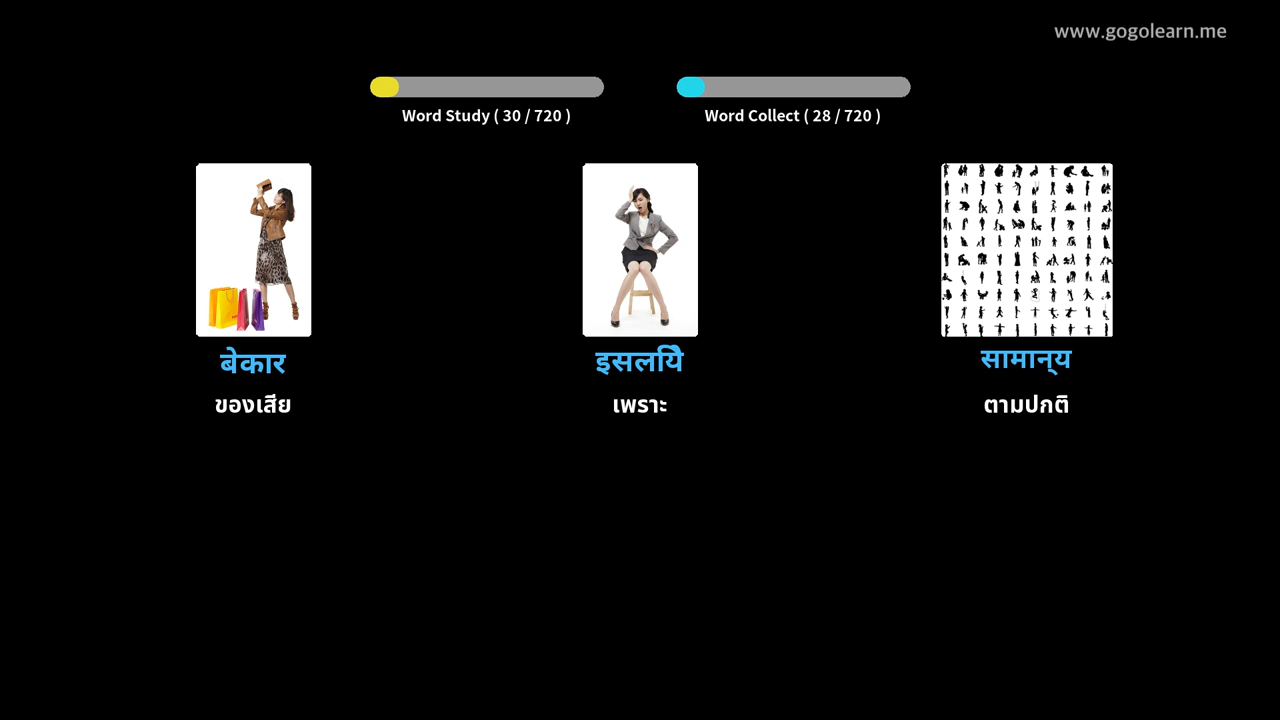 www.gogolearn.me
Word Study ( 30 / 720 )
Word Collect ( 28 / 720 )
बेकार
इसलिये
सामान्य
ของเสีย
เพราะ
ตามปกติ